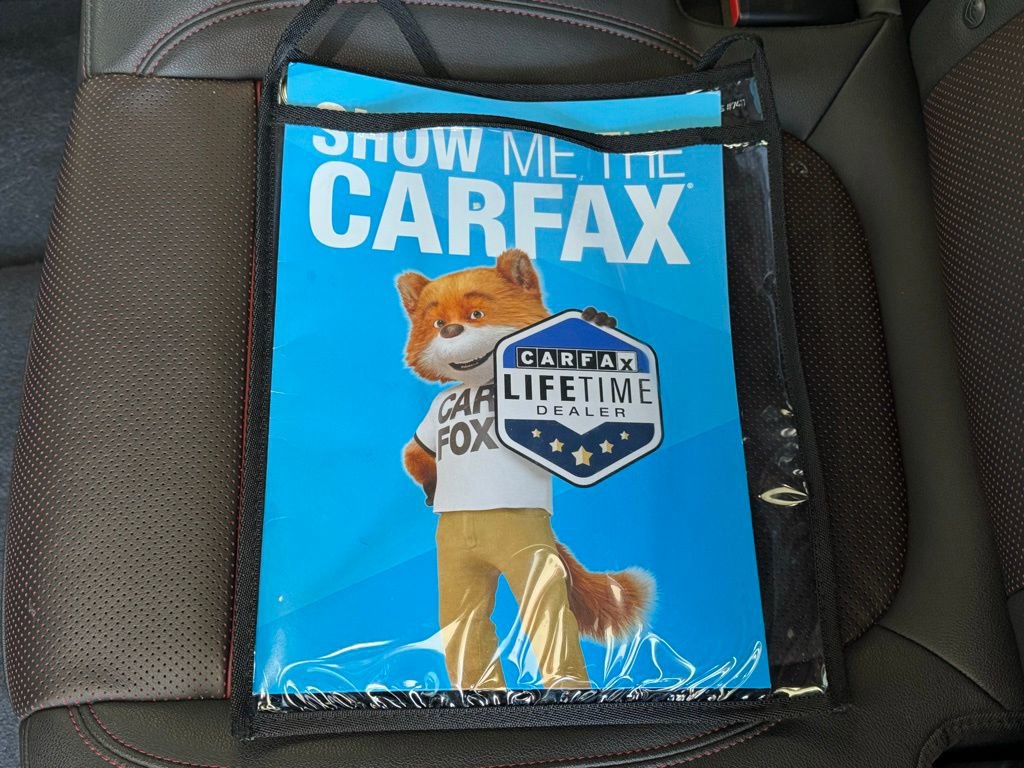 SHOW ME THE
CARFAX®
CAR
FOX
CARFAX
LIFETIME
DEALER